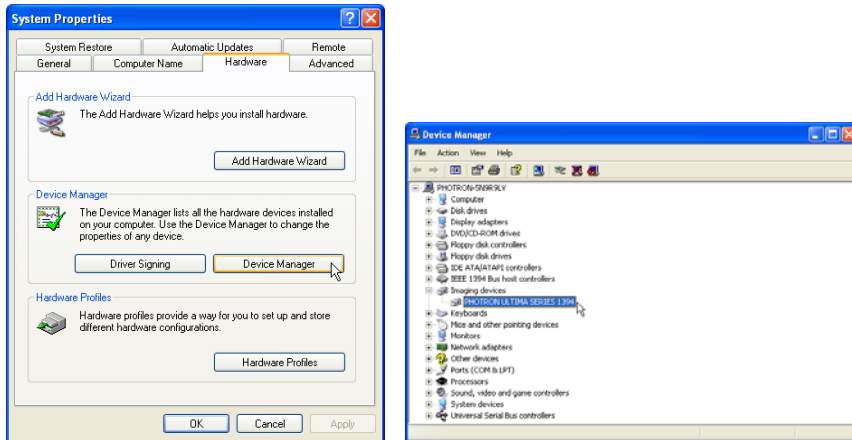 System Properties
System Restore Automatic Updates Remote
General Computer Name Hardware Advanced
Add Hardware Wizard
The Add Hardware Wizard helps you install hardware.
Add Hardware Wizard
Device Manager
The Device Manager lists all the hardware devices installed
on your computer. Use the Device Manager to change the
properties of any device.
Driver Signing Device Manager
Hardware Profiles
Hardware profiles provide a way for you to set up and store
different hardware configurations.
Hardware Profiles
OK Cancel Apply
Device Manager
File Action View Help
PHOTRON-5N9R9LY
Computer
Disk drives
Display adapters
DVD/CD-ROM drives
Floppy disk controllers
Floppy disk drives
IDE ATA/ATAPI controllers
IEEE 1394 Bus host controllers
Imaging devices
PHOTRON ULTIMA SERIES 1394
Keyboards
Mice and other pointing devices
Monitors
Network adapters
Other devices
Ports (COM & LPT)
Processors
Sound, video and game controllers
System devices
Universal Serial Bus controllers